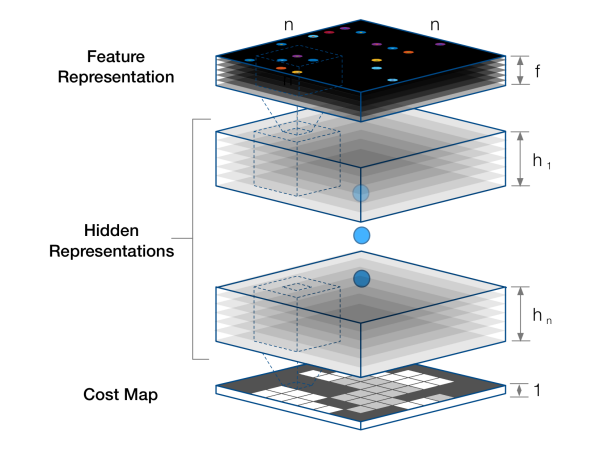 n
n
Feature
Representation
f
h 1
Hidden
Representations
h n
Cost Map
1